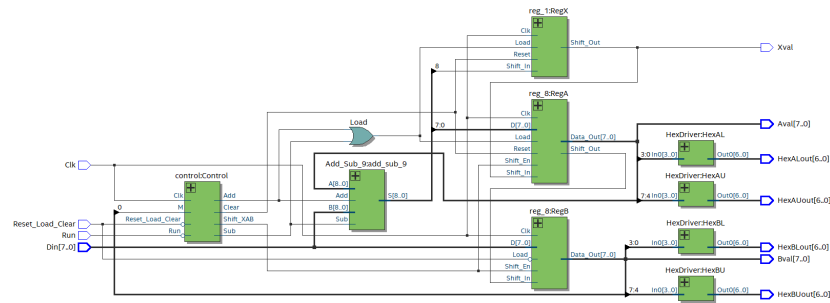 reg_1:RegX
Clk
Load
Reset
Shift_In
Shift_Out
Xval
8
reg_8:RegA
Clk
D[7..0]
Load
Reset
Shift_En
Shift_In
Data_Out[7..0]
Shift_Out
7:0
Aval[7..0]
HexDriver:HexAL
3:0
In0[3..0]
Out0[6..0]
HexALout[6..0]
HexDriver:HexAU
7:4
In0[3..0]
Out0[6..0]
HexAUout[6..0]
Load
Add_Sub_9:add_sub_9
A[8..0]
Add
B[8..0]
Sub
S[8..0]
Clk
control:Control
Clk
M
Reset_Load_Clear
Run
Add
Clear
Shift_XAB
Sub
0
Reset_Load_Clear
Run
Din[7..0]
reg_8:RegB
Clk
D[7..0]
Load
Shift_En
Shift_In
Data_Out[7..0]
HexDriver:HexBL
3:0
In0[3..0]
Out0[6..0]
HexBLout[6..0]
Bval[7..0]
HexDriver:HexBU
7:4
In0[3..0]
Out0[6..0]
HexBUout[6..0]